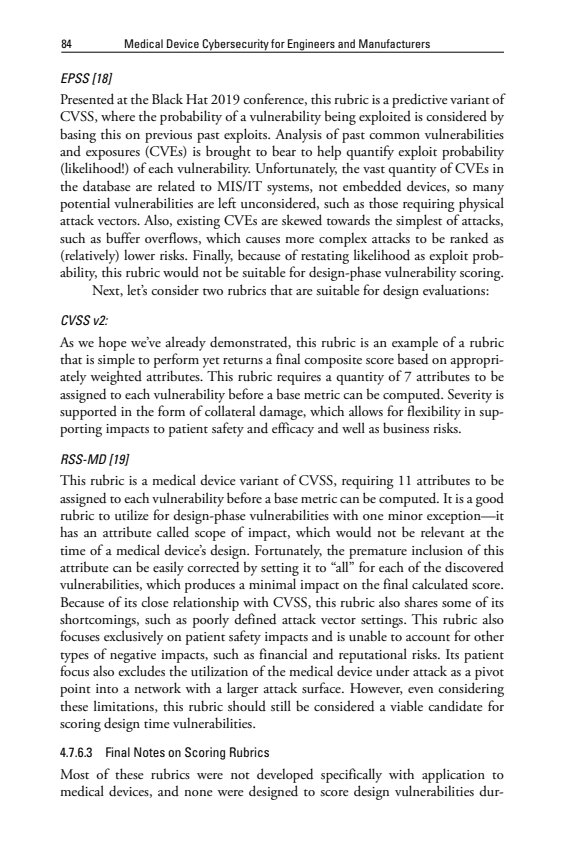 84 Medical Device Cybersecurity for Engineers and Manufacturers
EPSS [18]
Presented at the Black Hat 2019 conference, this rubric is a predictive variant of
CVSS, where the probability of a vulnerability being exploited is considered by
basing this on previous past exploits. Analysis of past common vulnerabilities
and exposures (CVEs) is brought to bear to help quantify exploit probability
(likelihood!) of each vulnerability. Unfortunately, the vast quantity of CVEs in
the database are related to MIS/IT systems, not embedded devices, so many
potential vulnerabilities are left unconsidered, such as those requiring physical
attack vectors. Also, existing CVEs are skewed towards the simplest of attacks,
such as buffer overflows, which causes more complex attacks to be ranked as
(relatively) lower risks. Finally, because of restating likelihood as exploit prob-
ability, this rubric would not be suitable for design-phase vulnerability scoring.
Next, let’s consider two rubrics that are suitable for design evaluations:
CVSS v2:
As we hope we’ve already demonstrated, this rubric is an example of a rubric
that is simple to perform yet returns a final composite score based on appropri-
ately weighted attributes. This rubric requires a quantity of 7 attributes to be
assigned to each vulnerability before a base metric can be computed. Severity is
supported in the form of collateral damage, which allows for flexibility in sup-
porting impacts to patient safety and efficacy and well as business risks.
RSS-MD [19]
This rubric is a medical device variant of CVSS, requiring 11 attributes to be
assigned to each vulnerability before a base metric can be computed. It is a good
rubric to utilize for design-phase vulnerabilities with one minor exception—it
has an attribute called scope of impact, which would not be relevant at the
time of a medical device’s design. Fortunately, the premature inclusion of this
attribute can be easily corrected by setting it to “all” for each of the discovered
vulnerabilities, which produces a minimal impact on the final calculated score.
Because of its close relationship with CVSS, this rubric also shares some of its
shortcomings, such as poorly defined attack vector settings. This rubric also
focuses exclusively on patient safety impacts and is unable to account for other
types of negative impacts, such as financial and reputational risks. Its patient
focus also excludes the utilization of the medical device under attack as a pivot
point into a network with a larger attack surface. However, even considering
these limitations, this rubric should still be considered a viable candidate for
scoring design time vulnerabilities.
4.7.6.3 Final Notes on Scoring Rubrics
Most of these rubrics were not developed specifically with application to
medical devices, and none were designed to score design vulnerabilities dur-